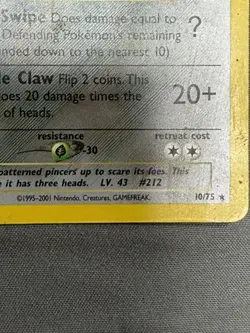 Swipe Does damage equal to
Defending Pokémon's remaining ?
nded down to the nearest 10)
le Claw Flip 2 coins. This
oes 20 damage times the 20+
of heads.
resistance retreat cost
-30
patterned pincers up to scare its foes. This
e it has three heads. LV. 43 #212
©1995-2001 Nintendo, Creatures, GAMEFREAK. 10/75 ★